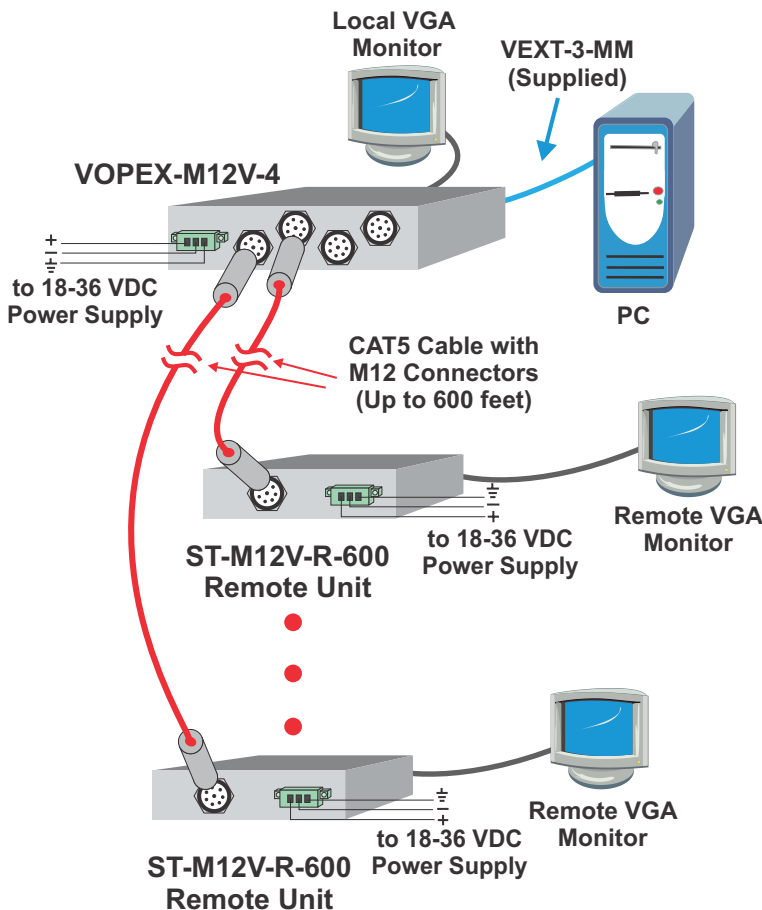 Local VGA
Monitor
VEXT-3-MM
(Supplied)
VOPEX-M12V-4
+
−
to 18-36 VDC
Power Supply
PC
CAT5 Cable with
M12 Connectors
(Up to 600 feet)
−
+
to 18-36 VDC
Power Supply
Remote VGA
Monitor
ST-M12V-R-600
Remote Unit
−
+
to 18-36 VDC
Power Supply
Remote VGA
Monitor
ST-M12V-R-600
Remote Unit